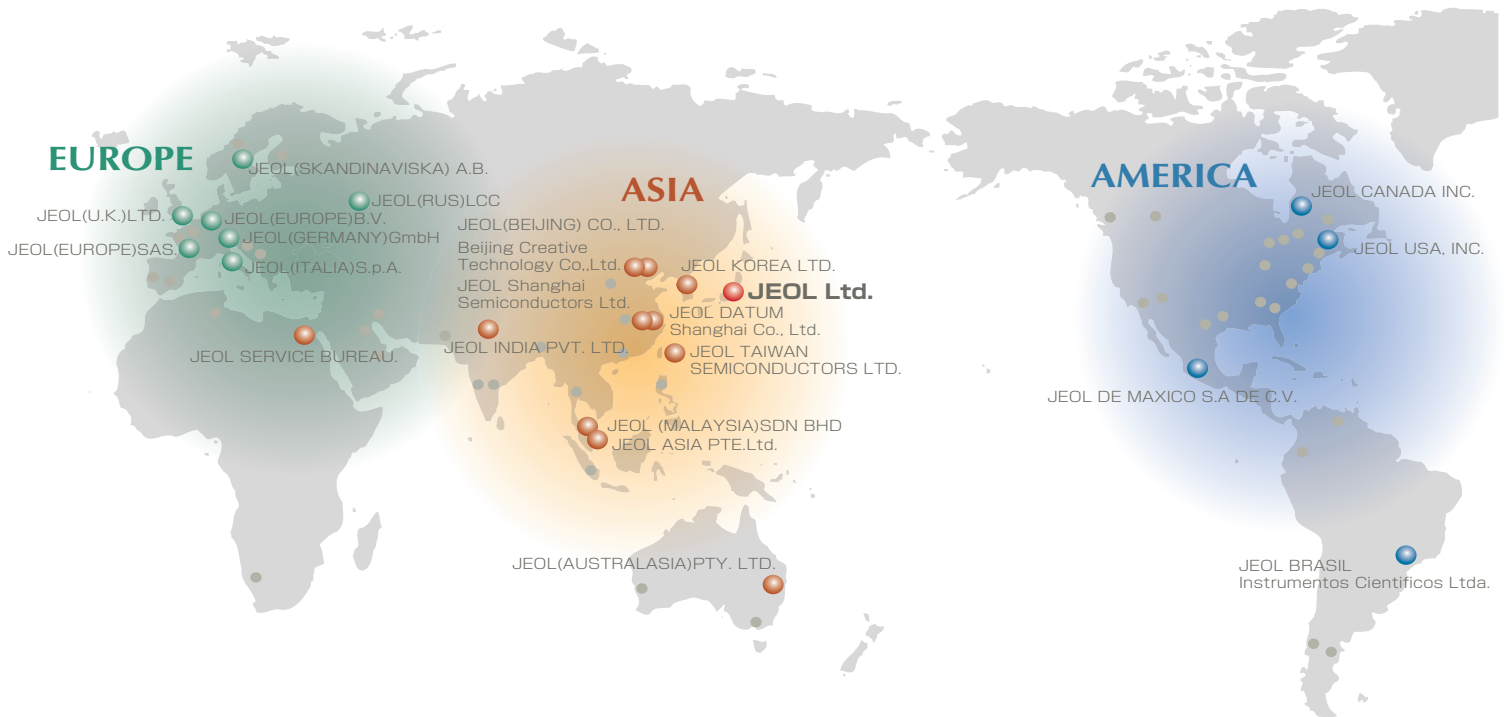 EUROPE
JEOL(SKANDINAVISKA) A.B.
JEOL(RUS)LCC
JEOL(U.K.)LTD.
JEOL(EUROPE)B.V.
JEOL(GERMANY)GmbH
JEOL(EUROPE)SAS.
JEOL(ITALIA)S.p.A.
JEOL SERVICE BUREAU.
ASIA
JEOL(BEIJING) CO., LTD.
Beijing Creative
Technology Co,.Ltd.
JEOL Shanghai
Semiconductors Ltd.
JEOL KOREA LTD.
JEOL Ltd.
JEOL DATUM
Shanghai Co., Ltd.
JEOL INDIA PVT. LTD.
JEOL TAIWAN
SEMICONDUCTORS LTD.
JEOL (MALAYSIA)SDN BHD
JEOL ASIA PTE.Ltd.
JEOL(AUSTRALASIA)PTY. LTD.
AMERICA
JEOL CANADA INC.
JEOL USA, INC.
JEOL DE MAXICO S.A DE C.V.
JEOL BRASIL
Instrumentos Cientificos Ltda.